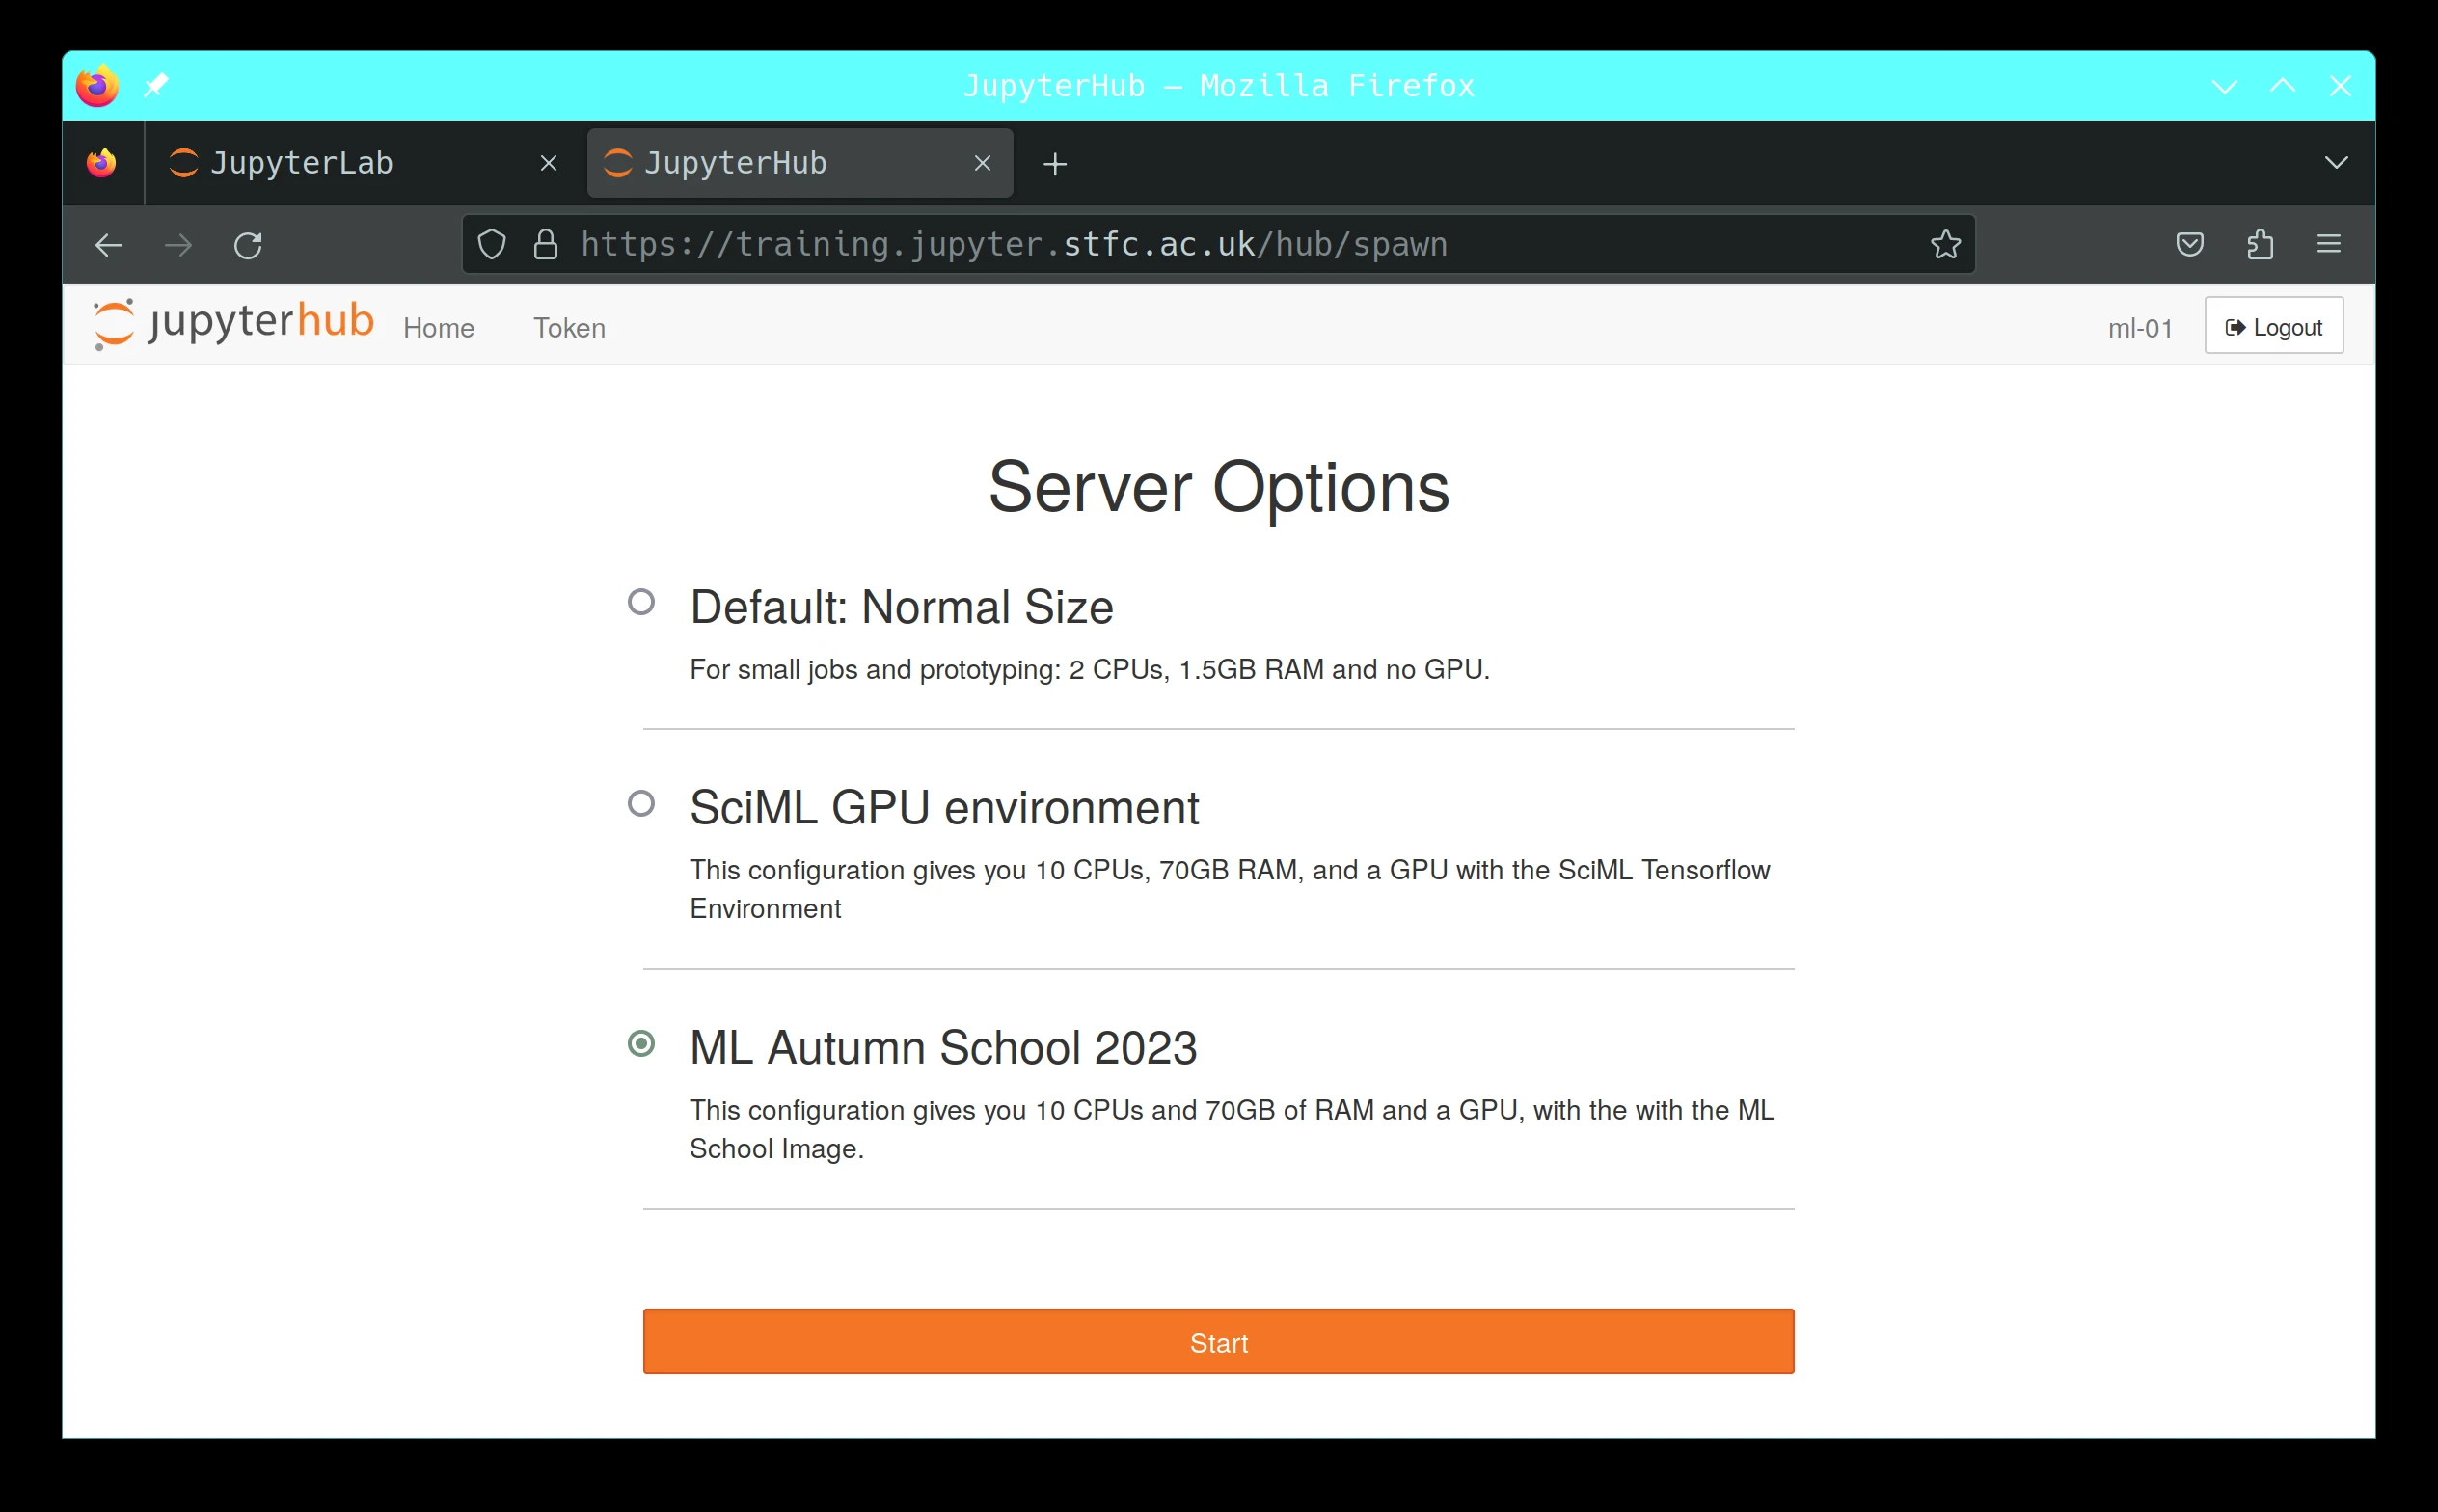 JupyterHub — Mozilla Firefox
JupyterLab
JupyterHub
https://training.jupyter.stfc.ac.uk/hub/spawn
jupyterhub Home Token ml-01 Logout
Server Options
Default: Normal Size
For small jobs and prototyping: 2 CPUs, 1.5GB RAM and no GPU.
SciML GPU environment
This configuration gives you 10 CPUs, 70GB RAM, and a GPU with the SciML Tensorflow
Environment
ML Autumn School 2023
This configuration gives you 10 CPUs and 70GB of RAM and a GPU, with the with the ML
School Image.
Start